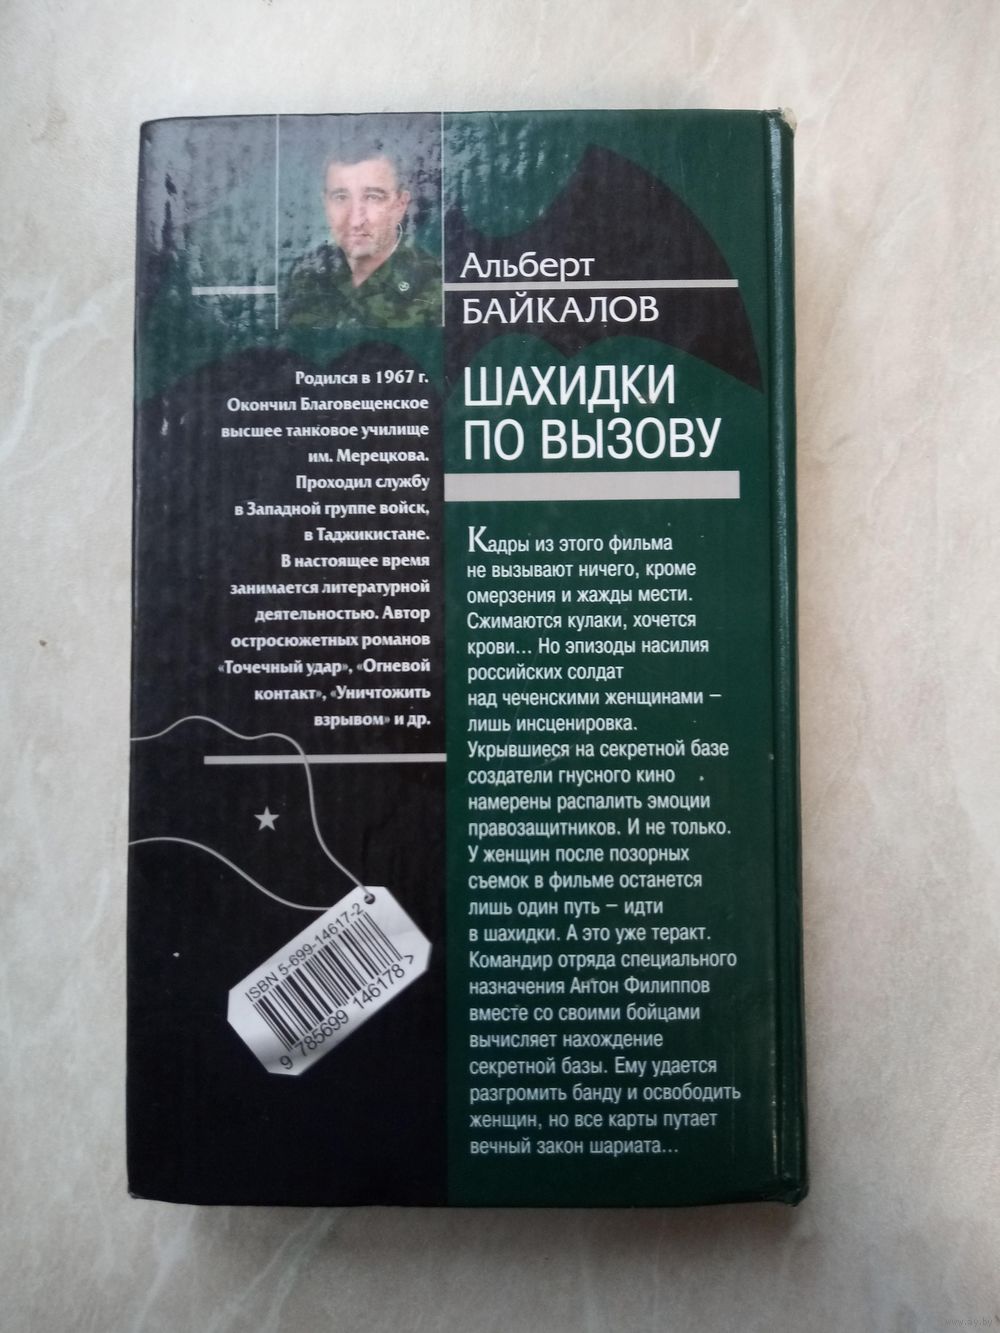 Альберт
БАЙКАЛОВ
ШАХИДКИ
ПО ВЫЗОВУ
Родился в 1967 г.
Окончил Благовещенское
высшее танковое училище
им. Мерецкова.
Проходил службу
в Западной группе войск,
в Таджикистане.
В настоящее время
занимается литературной
деятельностью. Автор
остросюжетных романов
«Точечный удар», «Огневой
контакт», «Уничтожить
взрывом» и др.
Кадры из этого фильма
не вызывают ничего, кроме
омерзения и жажды мести.
Сжимаются кулаки, хочется
крови... Но эпизоды насилия
российских солдат
над чеченскими женщинами –
лишь инсценировка.
Укрывшиеся на секретной базе
создатели гнусного кино
намерены распалить эмоции
правозащитников. И не только.
У женщин после позорных
съемок в фильме останется
лишь один путь – идти
в шахидки. А это уже теракт.
Командир отряда специального
назначения Антон Филиппов
вместе со своими бойцами
вычисляет нахождение
секретной базы. Ему удается
разгромить банду и освободить
женщин, но все карты путает
вечный закон шариата...
ISBN 5-699-14617-2
9 785699 146178 >
www.ay.by